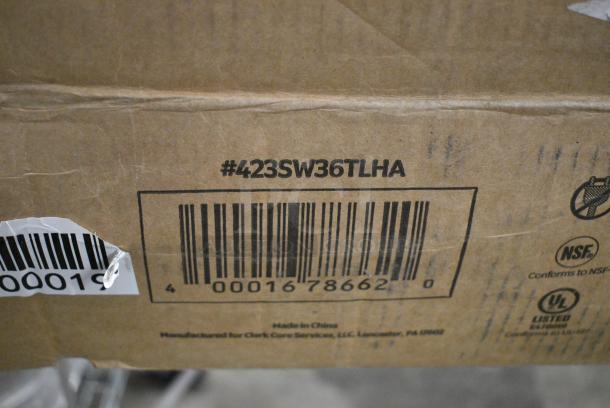 #423SW36TLHA
4 00016 78662 0
00019
NSF®
Conforms to NSF
UL
LISTED
Made in China
Manufactured for Clark Core Services, LLC. Lancaster, PA 17602